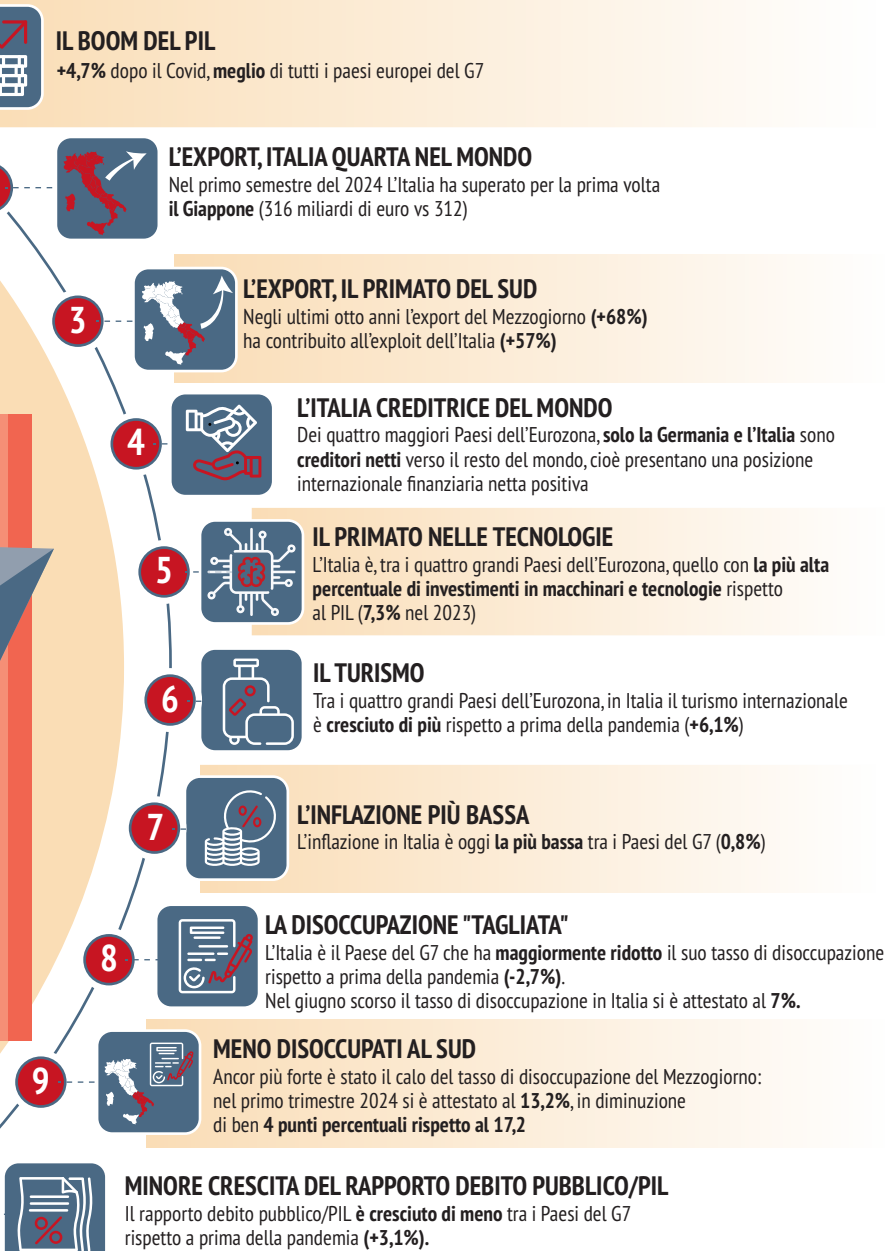 IL BOOM DEL PIL
+4,7% dopo il Covid, meglio di tutti i paesi europei del G7
L'EXPORT, ITALIA QUARTA NEL MONDO
Nel primo semestre del 2024 L'Italia ha superato per la prima volta
il Giappone (316 miliardi di euro vs 312)
3
L'EXPORT, IL PRIMATO DEL SUD
Negli ultimi otto anni l'export del Mezzogiorno (+68%)
ha contribuito all'exploit dell'Italia (+57%)
4
L'ITALIA CREDITRICE DEL MONDO
Dei quattro maggiori Paesi dell'Eurozona, solo la Germania e l'Italia sono
creditori netti verso il resto del mondo, cioè presentano una posizione
internazionale finanziaria netta positiva
5
IL PRIMATO NELLE TECNOLOGIE
L'Italia è, tra i quattro grandi Paesi dell'Eurozona, quello con la più alta
percentuale di investimenti in macchinari e tecnologie rispetto
al PIL (7,3% nel 2023)
6
IL TURISMO
Tra i quattro grandi Paesi dell'Eurozona, in Italia il turismo internazionale
è cresciuto di più rispetto a prima della pandemia (+6,1%)
7
%
L'INFLAZIONE PIÙ BASSA
L'inflazione in Italia è oggi la più bassa tra i Paesi del G7 (0,8%)
8
LA DISOCCUPAZIONE "TAGLIATA"
L'Italia è il Paese del G7 che ha maggiormente ridotto il suo tasso di disoccupazione
rispetto a prima della pandemia (-2,7%).
Nel giugno scorso il tasso di disoccupazione in Italia si è attestato al 7%.
9
MENO DISOCCUPATI AL SUD
Ancor più forte è stato il calo del tasso di disoccupazione del Mezzogiorno:
nel primo trimestre 2024 si è attestato al 13,2%, in diminuzione
di ben 4 punti percentuali rispetto al 17,2
%
MINORE CRESCITA DEL RAPPORTO DEBITO PUBBLICO/PIL
Il rapporto debito pubblico/PIL è cresciuto di meno tra i Paesi del G7
rispetto a prima della pandemia (+3,1%).